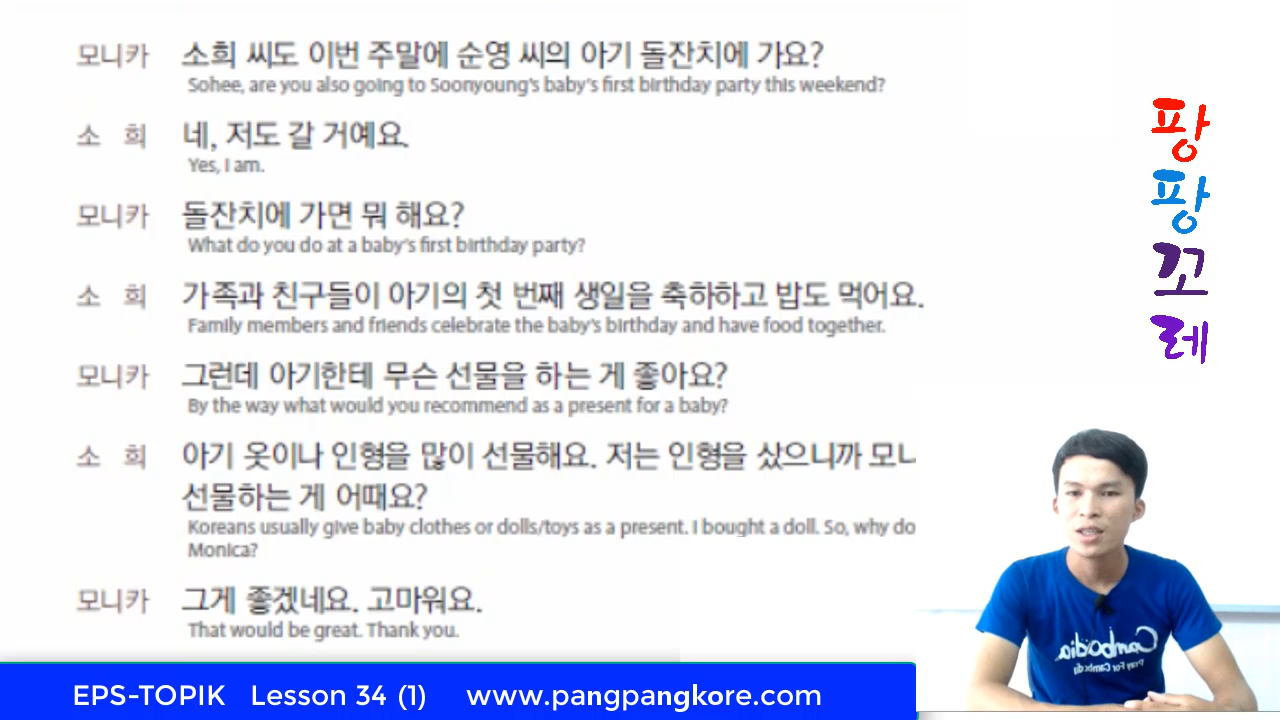 모니카 소희 씨도 이번 주말에 순영 씨의 아기 돌잔치에 가요?
Sohee, are you also going to Soonyoung's baby's first birthday party this weekend?
소 희 네, 저도 갈 거예요.
Yes, I am.
모니카 돌잔치에 가면 뭐 해요?
What do you do at a baby's first birthday party?
소 희 가족과 친구들이 아기의 첫 번째 생일을 축하하고 밥도 먹어요.
Family members and friends celebrate the baby's birthday and have food together.
모니카 그런데 아기한테 무슨 선물을 하는 게 좋아요?
By the way what would you recommend as a present for a baby?
소 희 아기 옷이나 인형을 많이 선물해요. 저는 인형을 샀으니까 모니
선물하는 게 어때요?
Koreans usually give baby clothes or dolls/toys as a present. I bought a doll. So, why do
Monica?
모니카 그게 좋겠네요. 고마워요.
That would be great. Thank you.
팡
팡
꼬
레
Cambodia
Pray For Cambodia
EPS-TOPIK Lesson 34 (1) www.pangpangkore.com